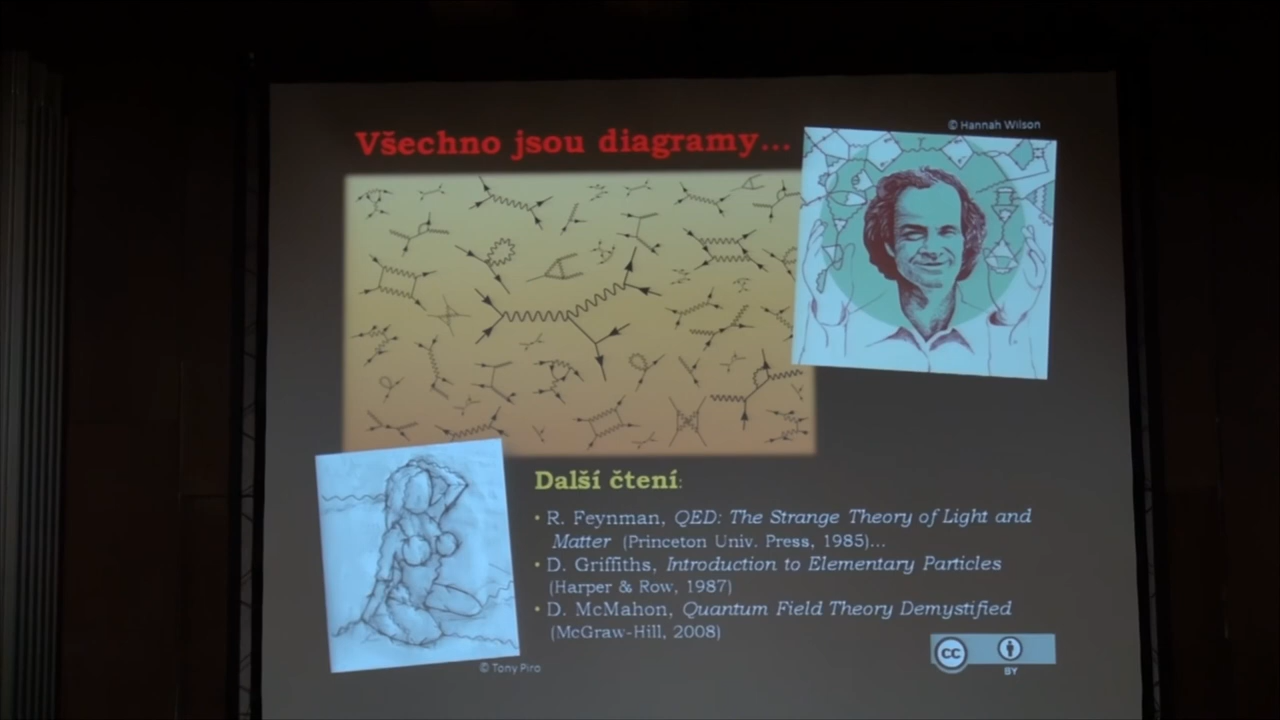 © Hannah Wilson
Všechno jsou diagramy...
Další čtení:
• R. Feynman, QED: The Strange Theory of Light and
Matter (Princeton Univ. Press, 1985)...
• D. Griffiths, Introduction to Elementary Particles
(Harper & Row, 1987)
• D. McMahon, Quantum Field Theory Demystified
(McGraw-Hill, 2008)
cc
BY
© Tony Piro